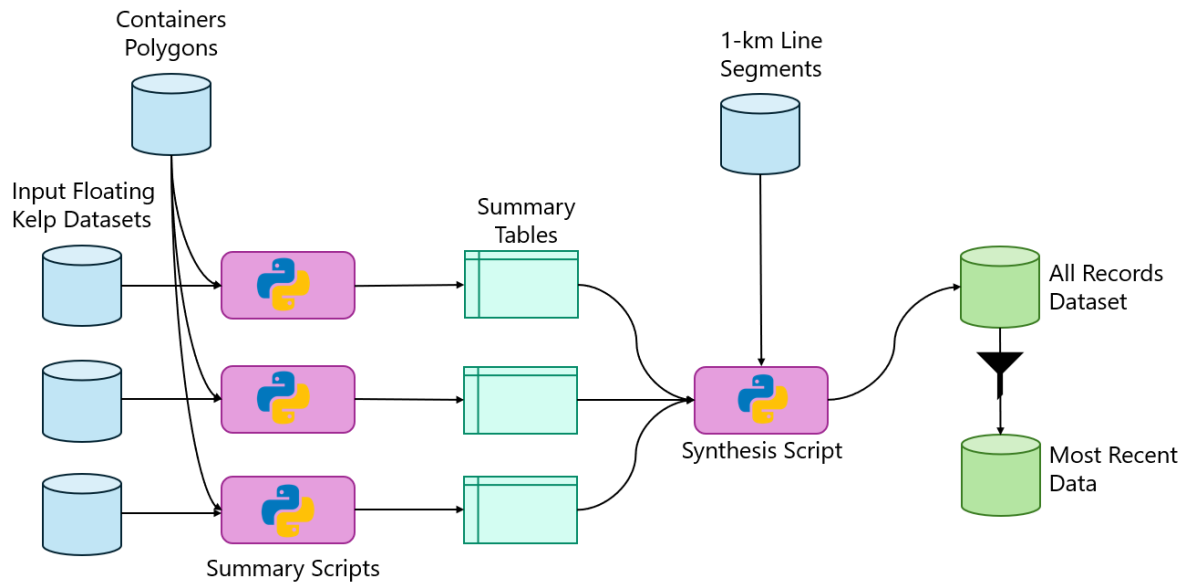 Containers
Polygons
1-km Line
Segments
Input Floating
Kelp Datasets
Summary
Tables
All Records
Dataset
Synthesis Script
Most Recent
Data
Summary Scripts